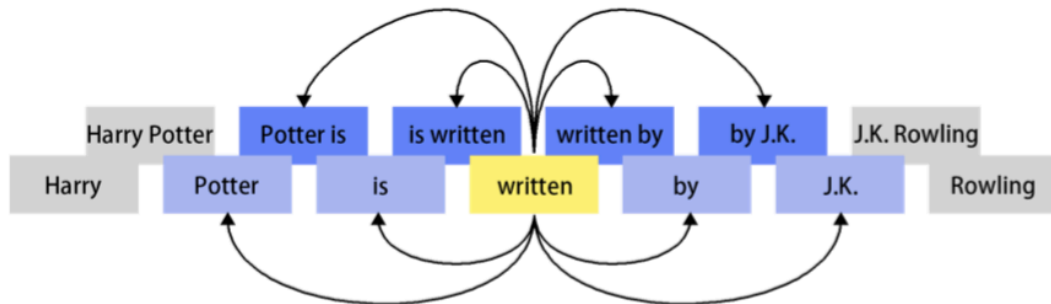 Harry Potter Potter is is written written by by J.K. J.K. Rowling
Harry Potter is written by J.K. Rowling